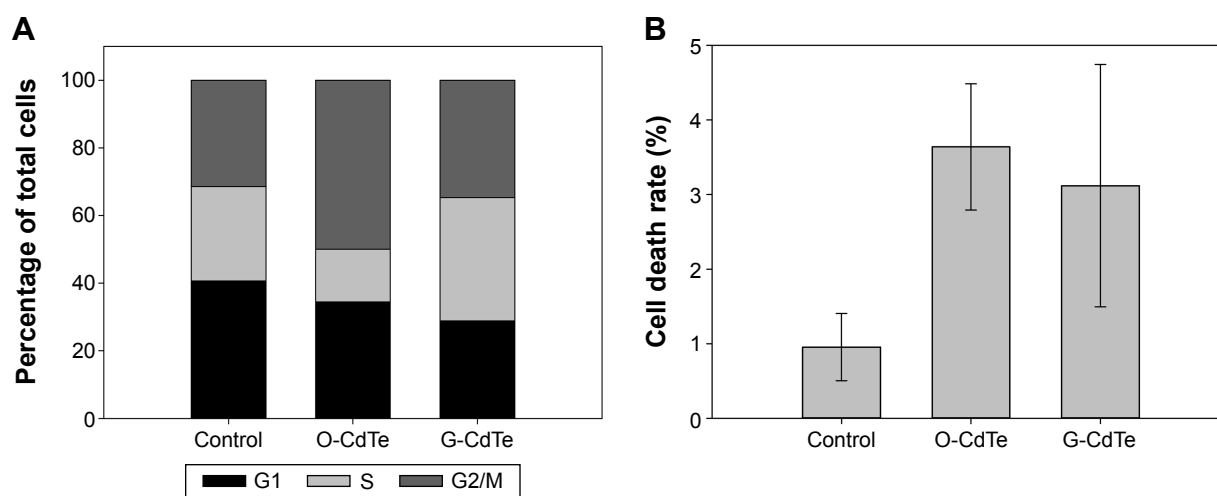 A
Percentage of total cells
100
80
60
40
20
0
Control O-CdTe G-CdTe
G1 S G2/M
B
Cell death rate (%)
5
4
3
2
1
0
Control O-CdTe G-CdTe